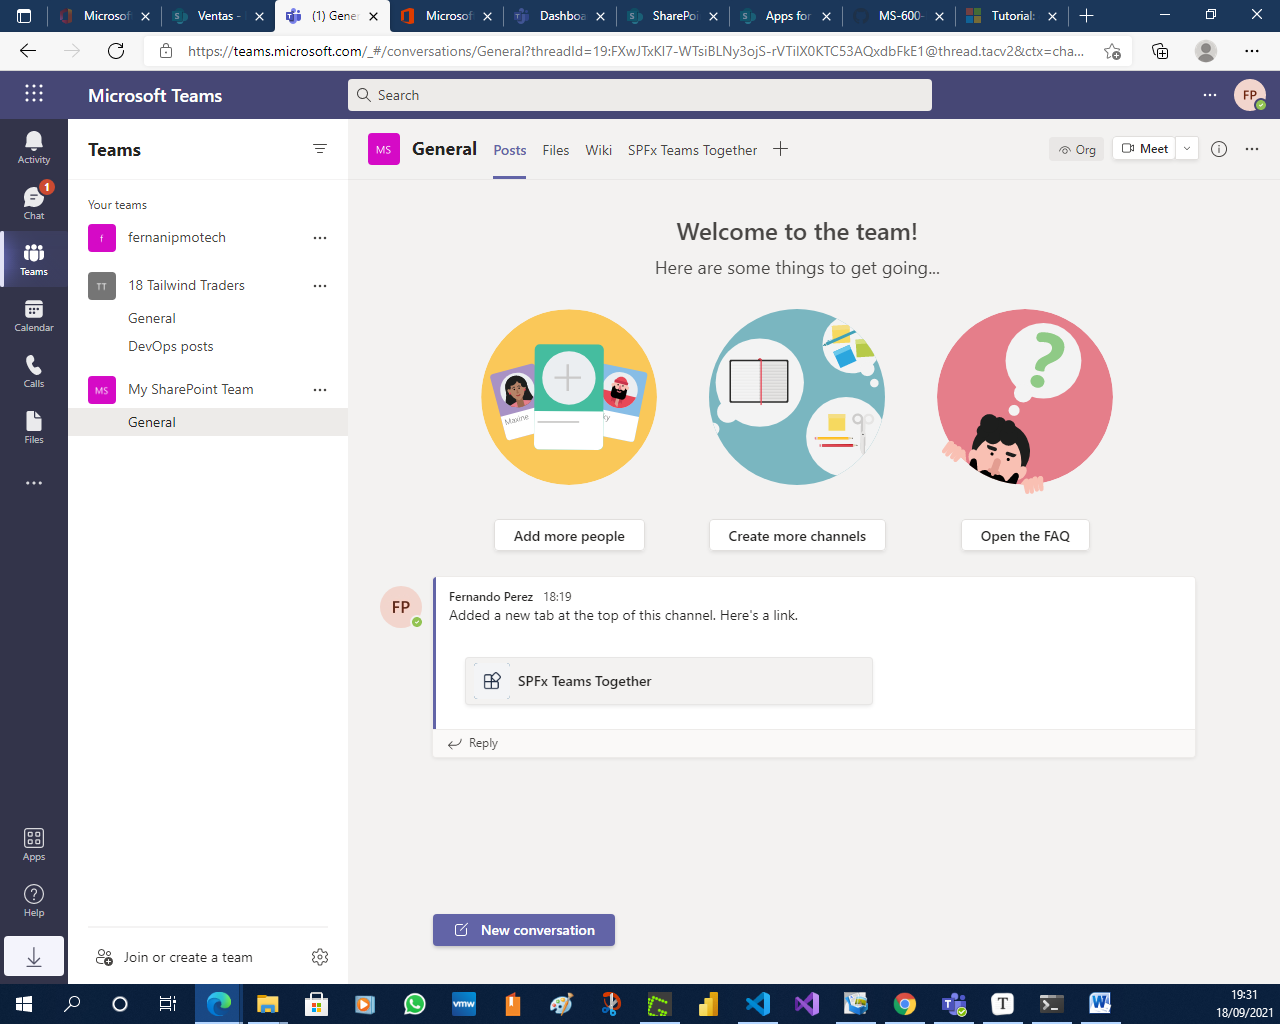 Microsof
Ventas -
(1) Gener
Microsof
Dashboa
SharePoi
Apps for
MS-600-
Tutorial:
https://teams.microsoft.com/_#/conversations/General?threadId=19:FXwJTxKI7-WTsiBLNy3ojS-rVTilX0KTC53AQxdbFkE1@thread.tacv2&ctx=cha...
Microsoft Teams
Search
FP
Activity
Chat
1
Teams
Calendar
Calls
Files
Apps
Help
Teams
Your teams
f
fernanipmotech
TT
18 Tailwind Traders
General
DevOps posts
MS
My SharePoint Team
General
Join or create a team
MS
General
Posts
Files
Wiki
SPFx Teams Together
Org
Meet
Welcome to the team!
Here are some things to get going...
Maxine
ky
Add more people
Create more channels
Open the FAQ
FP
Fernando Perez 18:19
Added a new tab at the top of this channel. Here's a link.
SPFx Teams Together
Reply
New conversation
vmw
T
W
19:31
18/09/2021